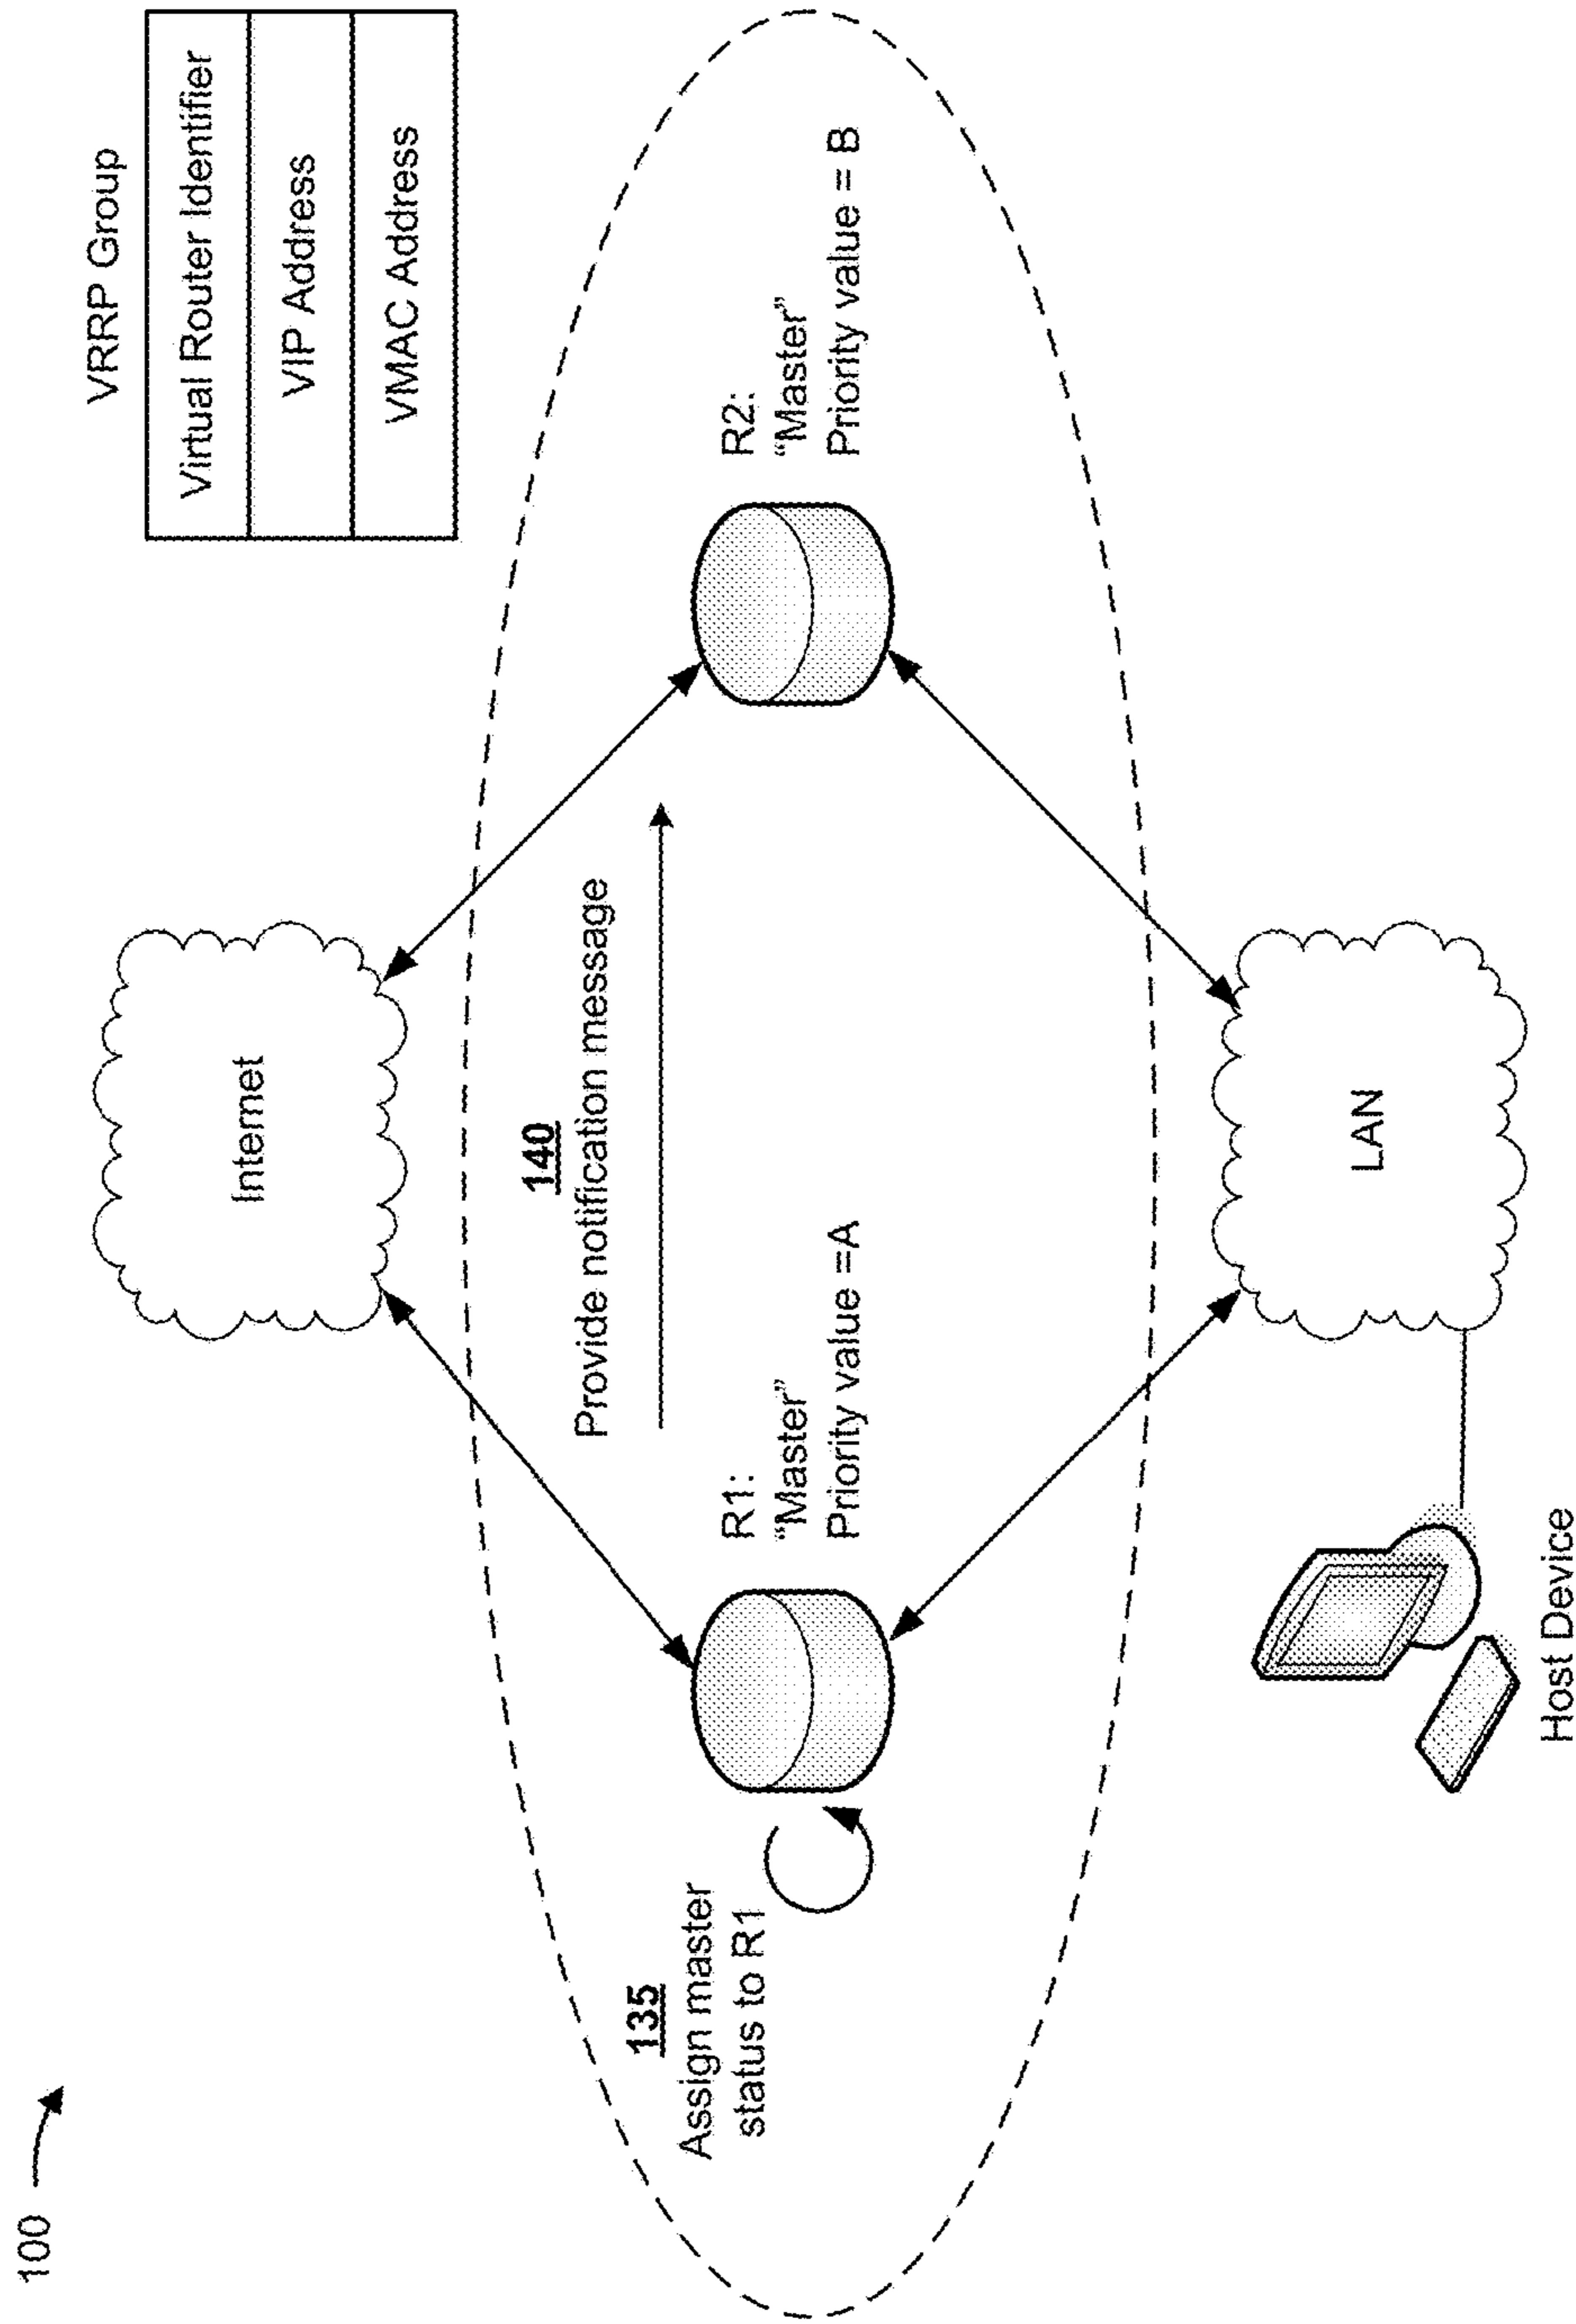 100
VRRP Group
Virtual Router Identifier
VIP Address
VMAC Address
Internet
140
Provide notification message
135
Assign master
status to R1
R1:
“Master”
Priority value =A
R2:
“Master”
Priority value = B
LAN
Host Device